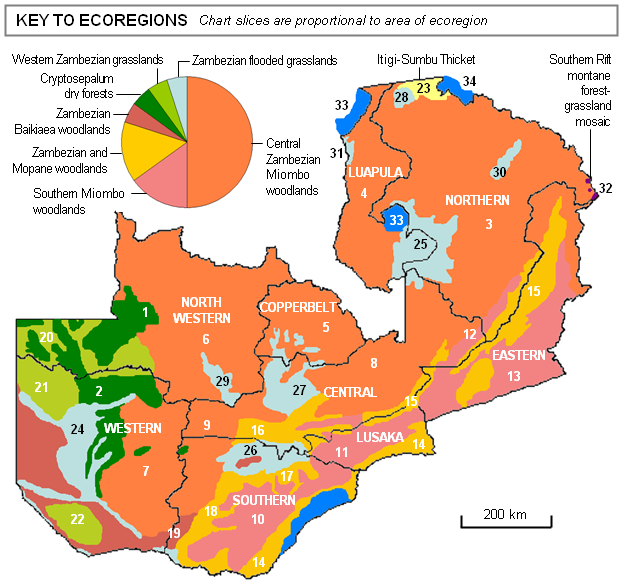 KEY TO ECOREGIONS Chart slices are proportional to area of ecoregion
Western Zambezian grasslands
Zambezian flooded grasslands
Cryptosepalum
dry forests
Zambezian
Baikiaea woodlands
Zambezian and
Mopane woodlands
Southern Miombo
woodlands
Central
Zambezian
Miombo
woodlands
Itigi-Sumbu Thicket
Southern Rift
montane
forest-
grassland
mosaic
33
28
23
34
31
LUAPULA
4
30
32
NORTHERN
3
33
25
15
1
NORTH
WESTERN
6
COPPERBELT
5
20
12
EASTERN
13
21
2
29
27
8
CENTRAL
15
24
WESTERN
7
9
16
LUSAKA
11
14
26
17
22
19
18
SOUTHERN
10
14
200 km